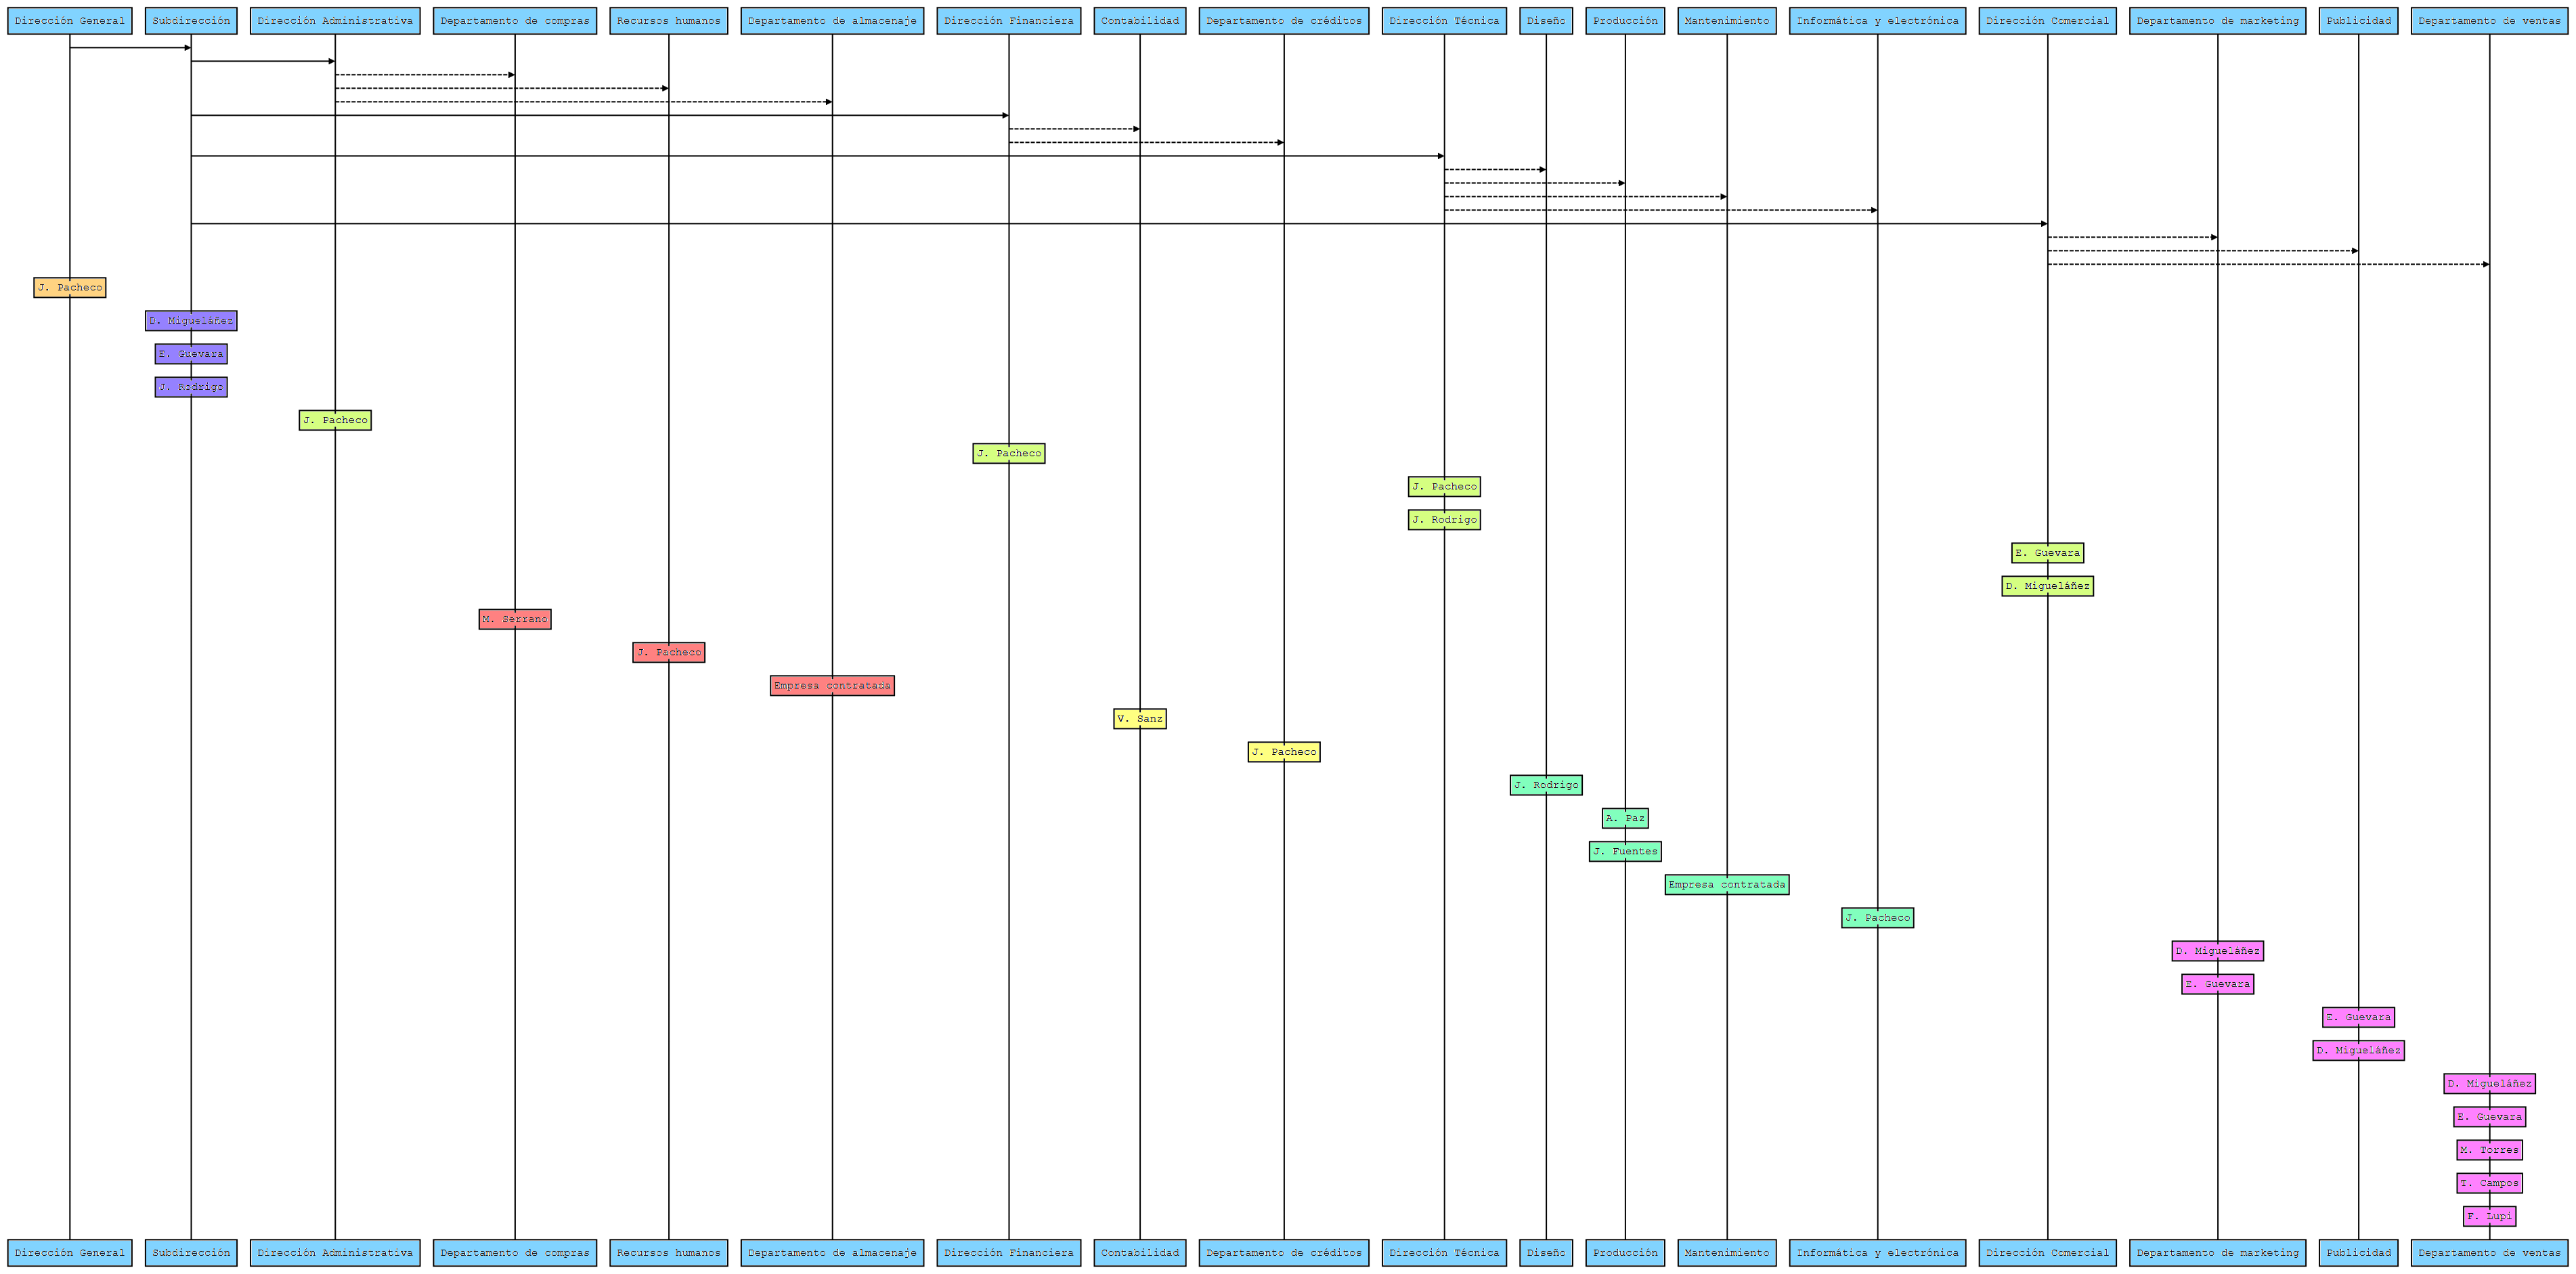 Dirección General
Subdirección
Dirección Administrativa
Departamento de compras
Recursos humanos
Departamento de almacenaje
Dirección Financiera
Contabilidad
Departamento de créditos
Dirección Técnica
Diseño
Producción
Mantenimiento
Informática y electrónica
Dirección Comercial
Departamento de marketing
Publicidad
Departamento de ventas
J. Pacheco
D. Migueláñez
E. Guevara
J. Rodrigo
J. Pacheco
J. Pacheco
J. Pacheco
J. Rodrigo
E. Guevara
D. Migueláñez
M. Serrano
J. Pacheco
Empresa contratada
V. Sanz
J. Pacheco
J. Rodrigo
A. Paz
J. Fuentes
Empresa contratada
J. Pacheco
D. Migueláñez
E. Guevara
E. Guevara
D. Migueláñez
D. Migueláñez
E. Guevara
M. Torres
T. Campos
F. Lupi
Dirección General
Subdirección
Dirección Administrativa
Departamento de compras
Recursos humanos
Departamento de almacenaje
Dirección Financiera
Contabilidad
Departamento de créditos
Dirección Técnica
Diseño
Producción
Mantenimiento
Informática y electrónica
Dirección Comercial
Departamento de marketing
Publicidad
Departamento de ventas